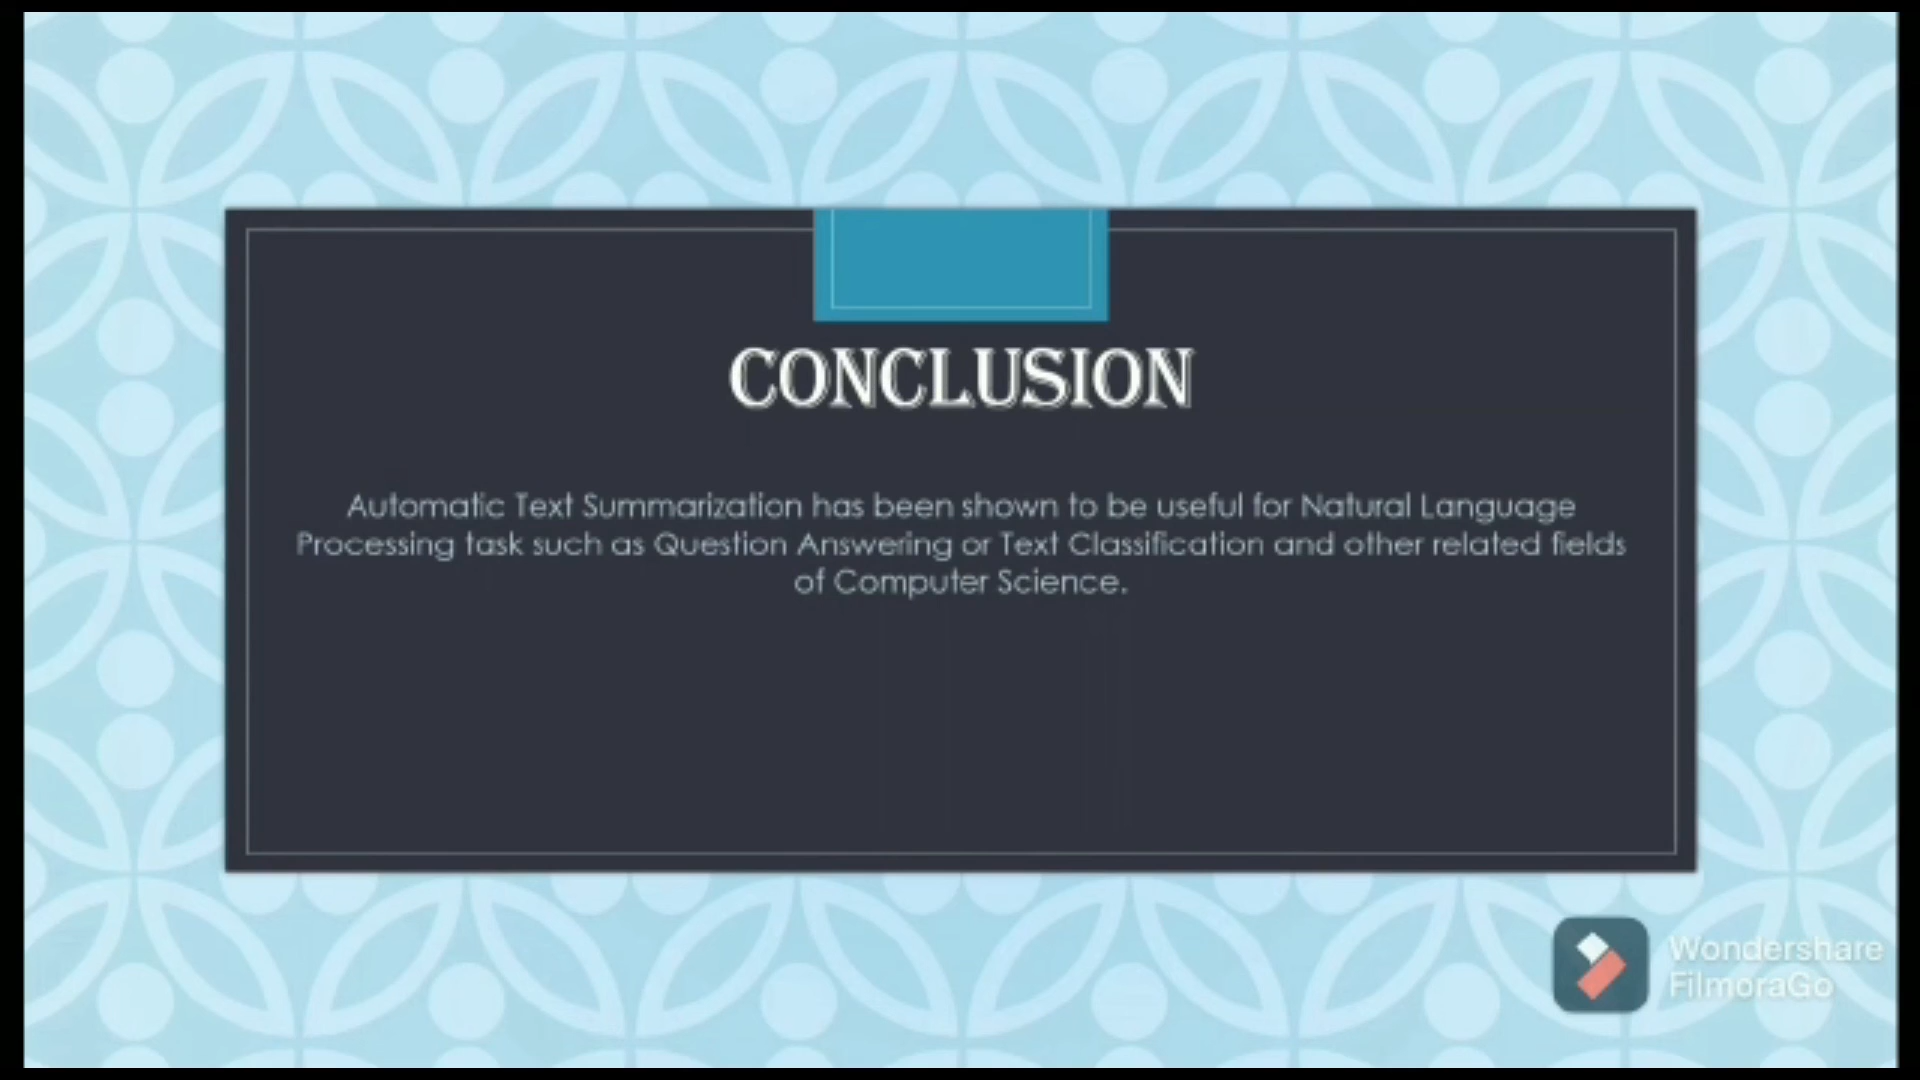 CONCLUSION
Automatic Text Summarization has been shown to be useful for Natural Language
Processing task such as Question Answering or Text Classification and other related fields
of Computer Science.
Wondershare
FilmoraGo